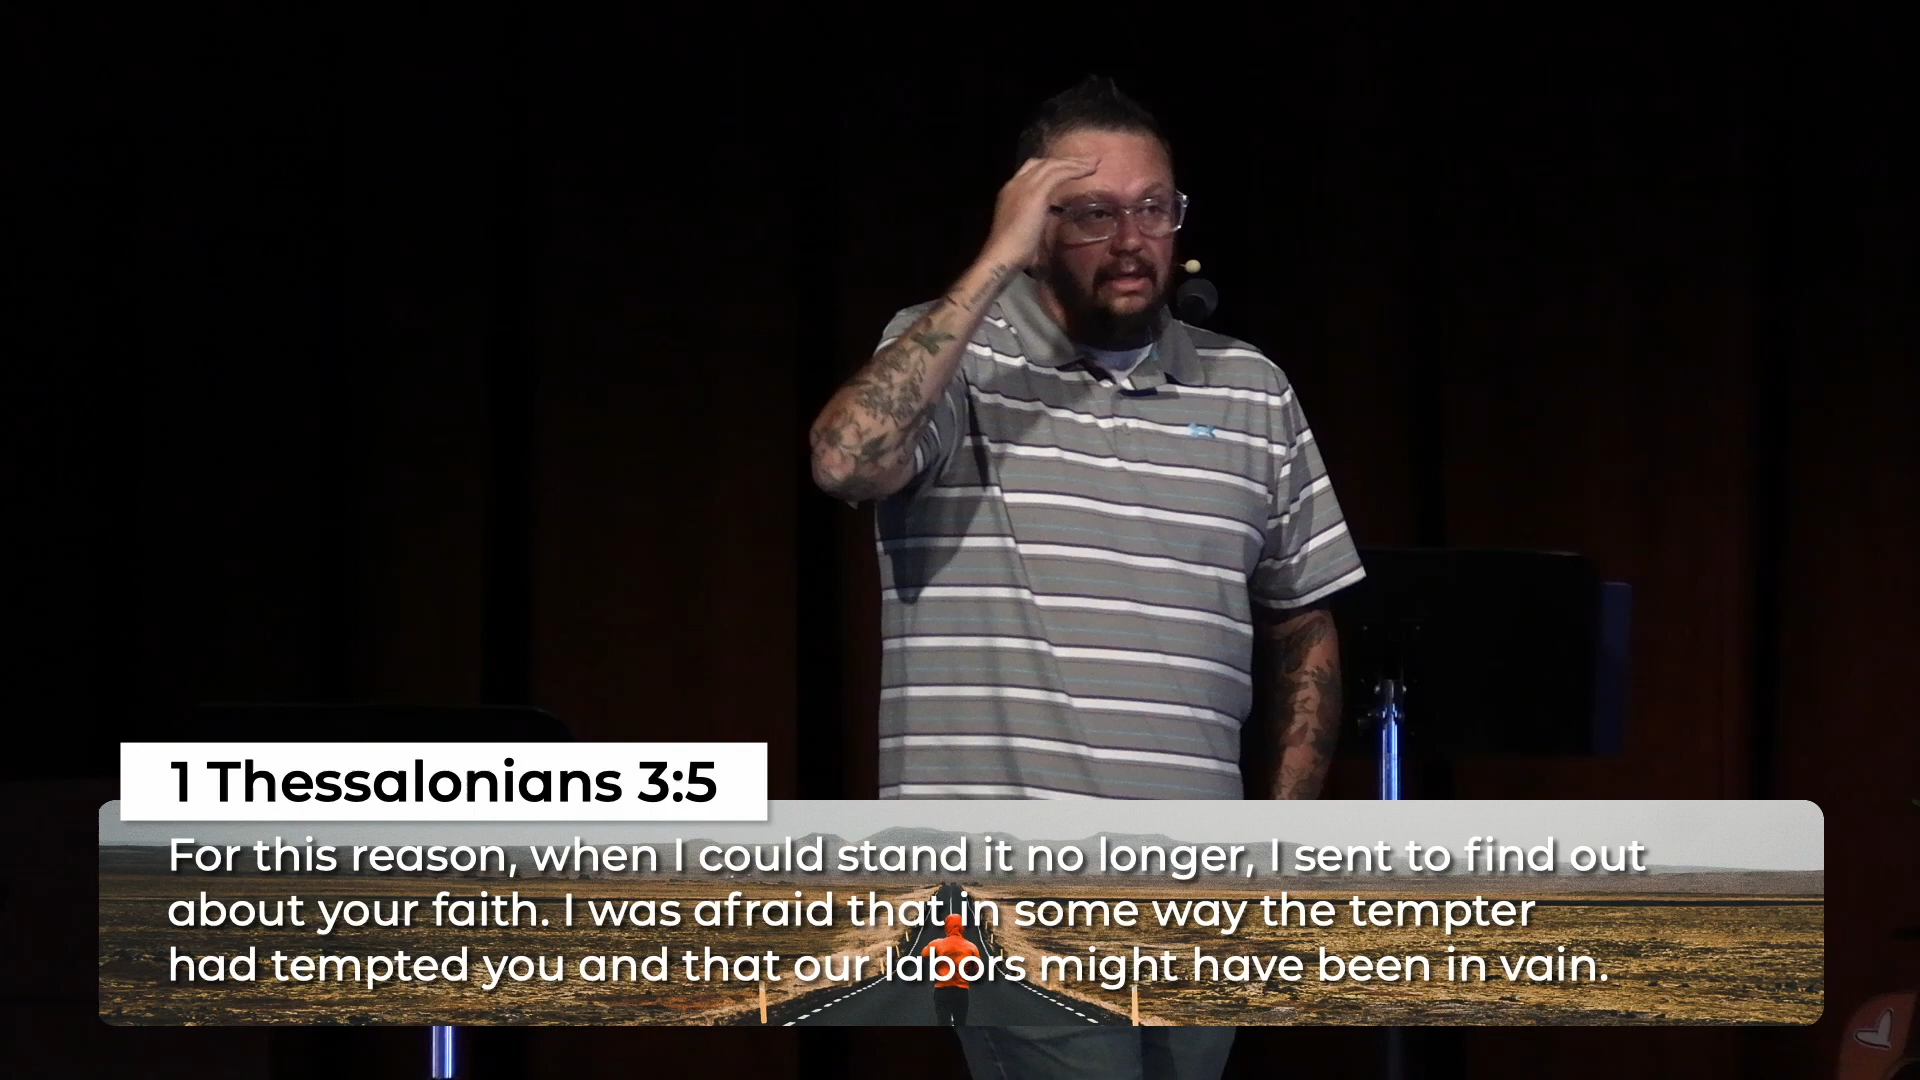 1 Thessalonians 3:5
For this reason, when I could stand it no longer, I sent to find out
about your faith. I was afraid that in some way the tempter
had tempted you and that our labors might have been in vain.